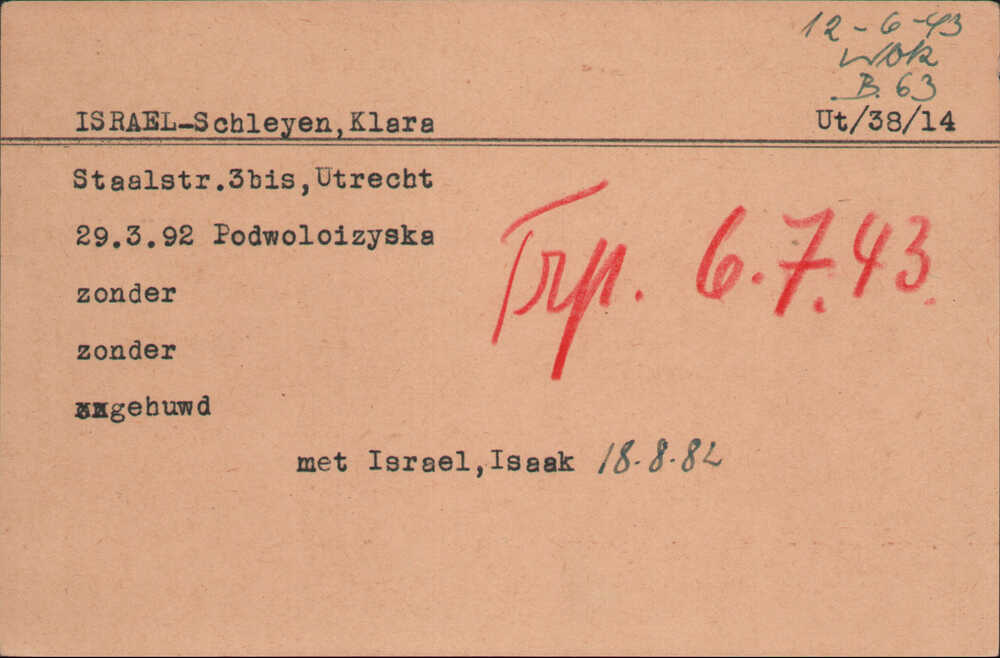 12-6-43
WBK
B. 63
ISRAEL-Schleyen,Klara Ut/38/14
Staalstr.3bis,Utrecht
29.3.92 Podwoloizyska
zonder
zonder
gehuwd
met Israel,Isaak 18.8.82
Trp. 6.7.43.